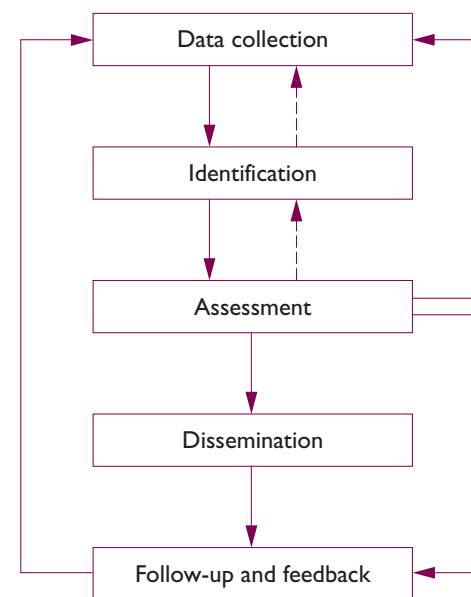 Data collection
Identification
Assessment
Dissemination
Follow-up and feedback